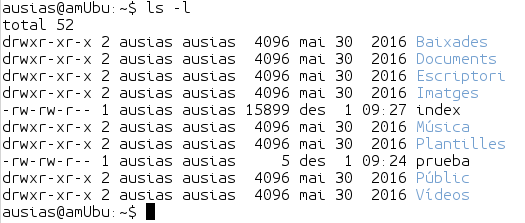 ausias@amUbu:~$ ls -l
total 52
drwxr-xr-x 2 ausias ausias  4096 mai 30  2016 Baixades
drwxr-xr-x 2 ausias ausias  4096 mai 30  2016 Documents
drwxr-xr-x 2 ausias ausias  4096 mai 30  2016 Escriptori
drwxr-xr-x 2 ausias ausias  4096 mai 30  2016 Imatges
-rw-rw-r-- 1 ausias ausias 15899 des  1 09:27 index
drwxr-xr-x 2 ausias ausias  4096 mai 30  2016 Música
drwxr-xr-x 2 ausias ausias  4096 mai 30  2016 Plantilles
-rw-rw-r-- 1 ausias ausias     5 des  1 09:24 prueba
drwxr-xr-x 2 ausias ausias  4096 mai 30  2016 Públic
drwxr-xr-x 2 ausias ausias  4096 mai 30  2016 Vídeos
ausias@amUbu:~$